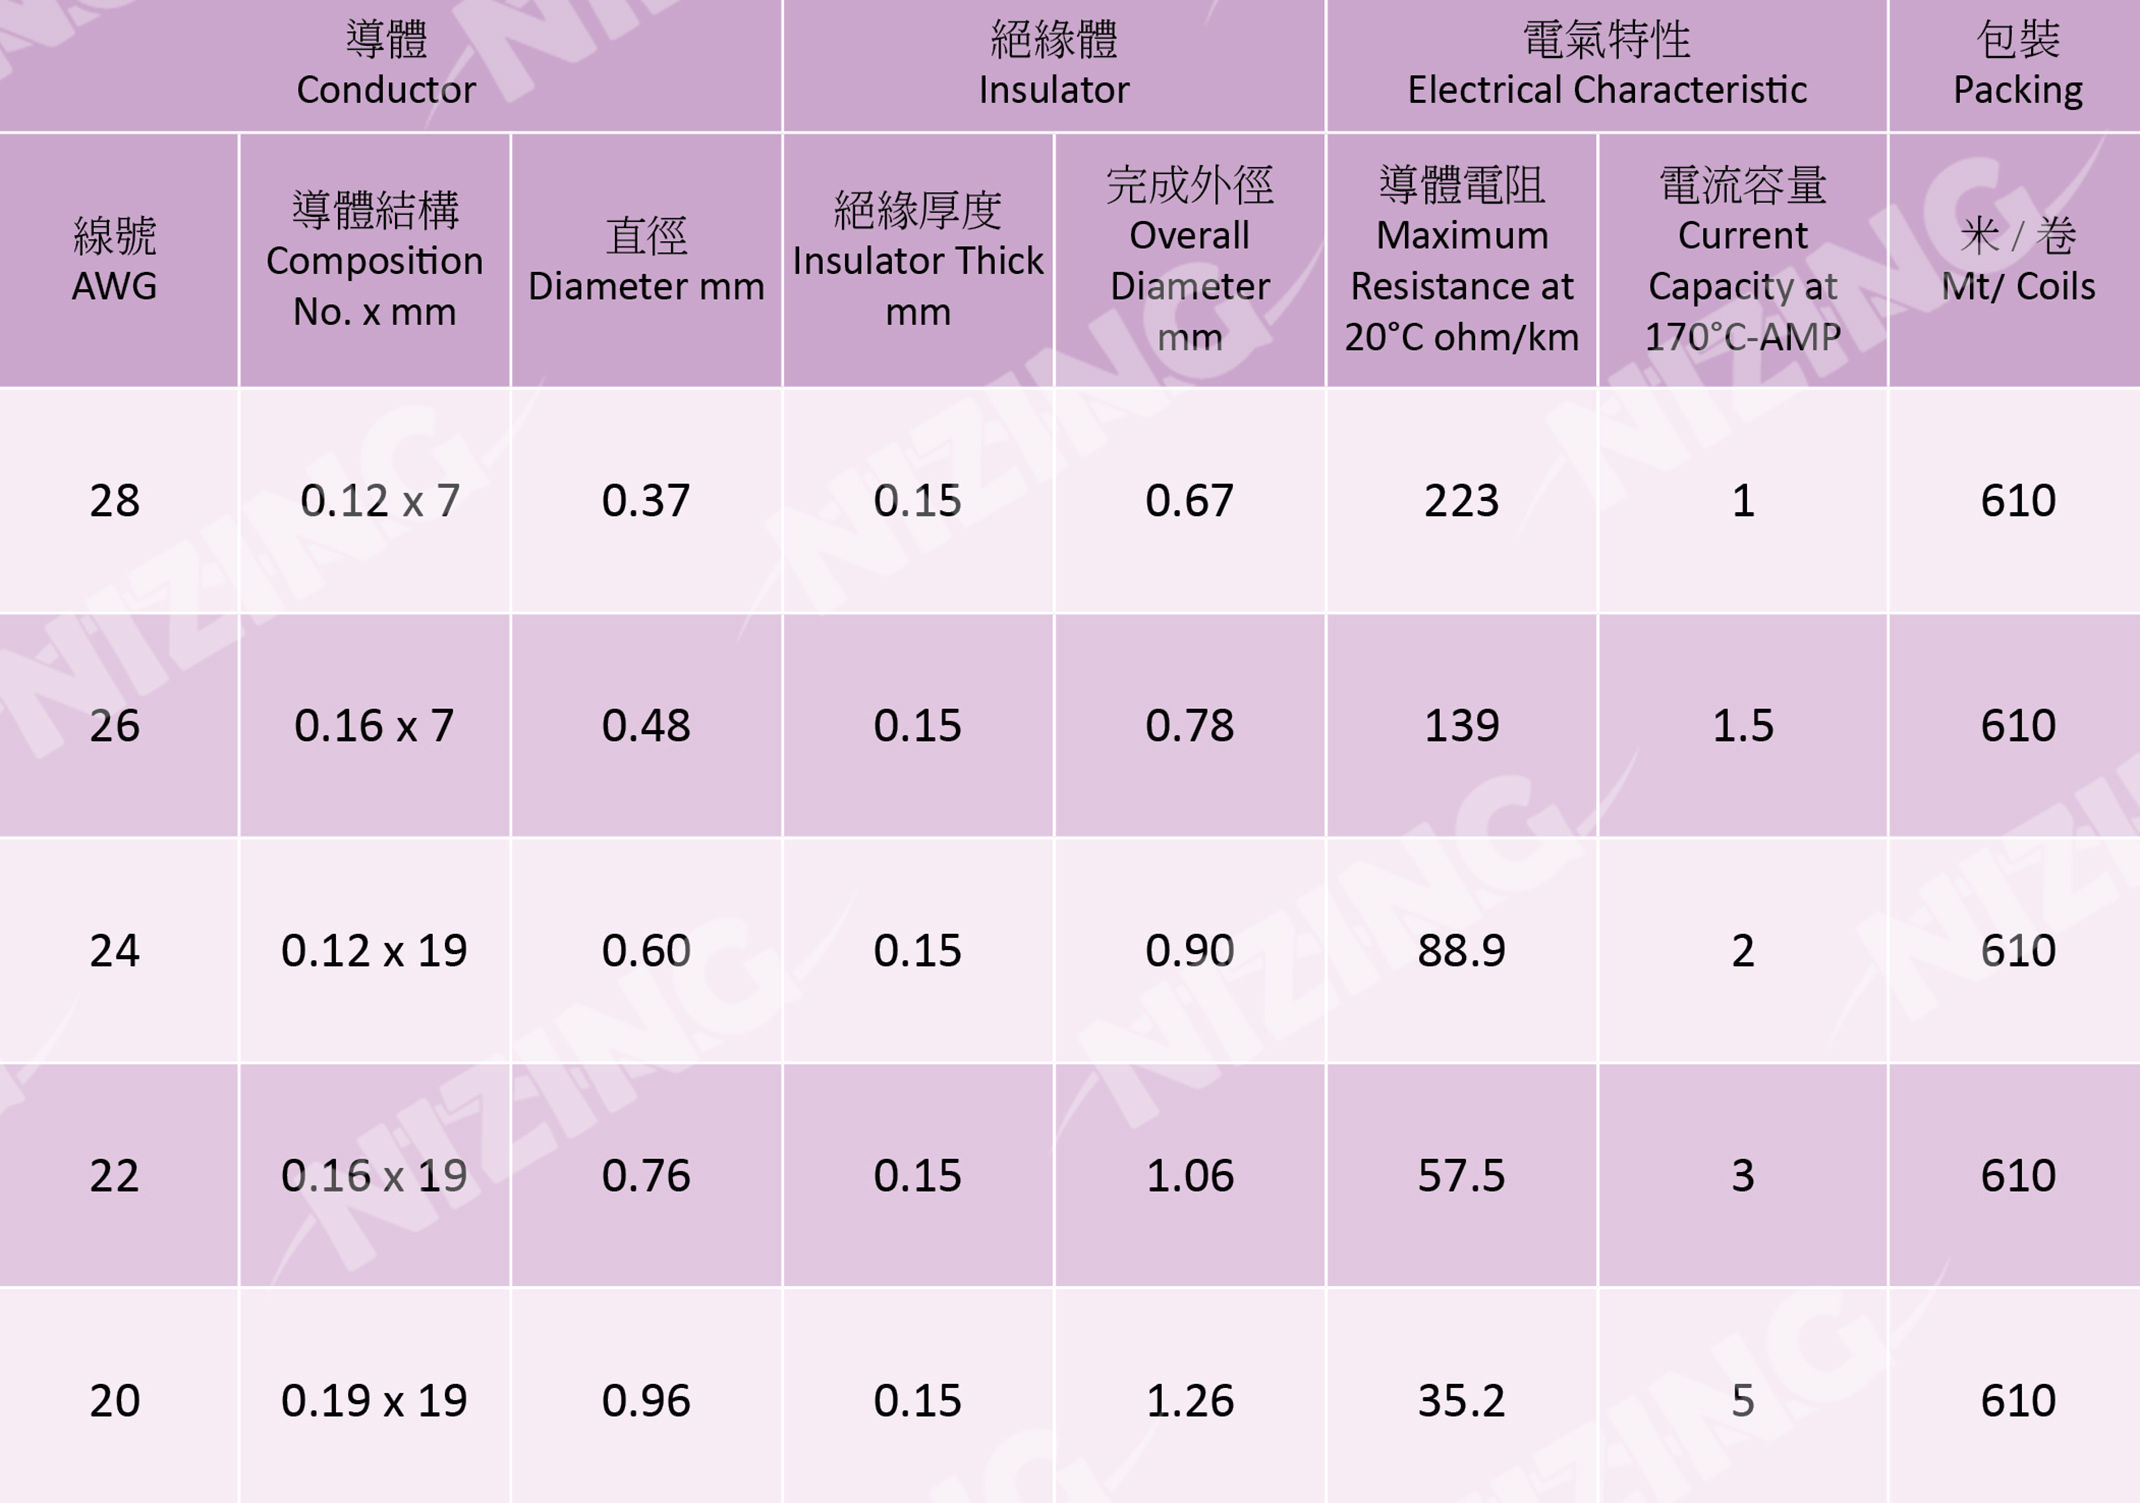 導體
Conductor
絕緣體
Insulator
電氣特性
Electrical Characteristic
包裝
Packing
線號
AWG
導體結構
Composition
No. x mm
直徑
Diameter mm
絕緣厚度
Insulator Thick
mm
完成外徑
Overall
Diameter
mm
導體電阻
Maximum
Resistance at
20°C ohm/km
電流容量
Current
Capacity at
170°C-AMP
米 / 卷
Mt/ Coils
28 0.12 x 7 0.37 0.15 0.67 223 1 610
26 0.16 x 7 0.48 0.15 0.78 139 1.5 610
24 0.12 x 19 0.60 0.15 0.90 88.9 2 610
22 0.16 x 19 0.76 0.15 1.06 57.5 3 610
20 0.19 x 19 0.96 0.15 1.26 35.2 5 610
NIZING
NIZING
NIZING
NIZING
NIZING